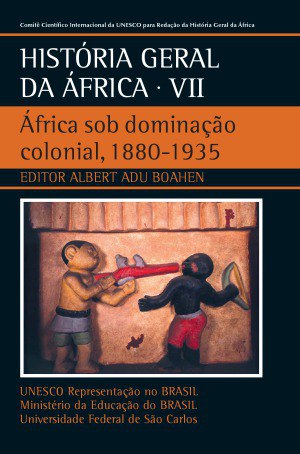 Comitê Científico Internacional da UNESCO para Redação da História Geral da África
HISTÓRIA GERAL
DA ÁFRICA · VII
África sob dominação
colonial, 1880-1935
EDITOR ALBERT ADU BOAHEN
UNESCO Representação no BRASIL
Ministério da Educação do BRASIL
Universidade Federal de São Carlos